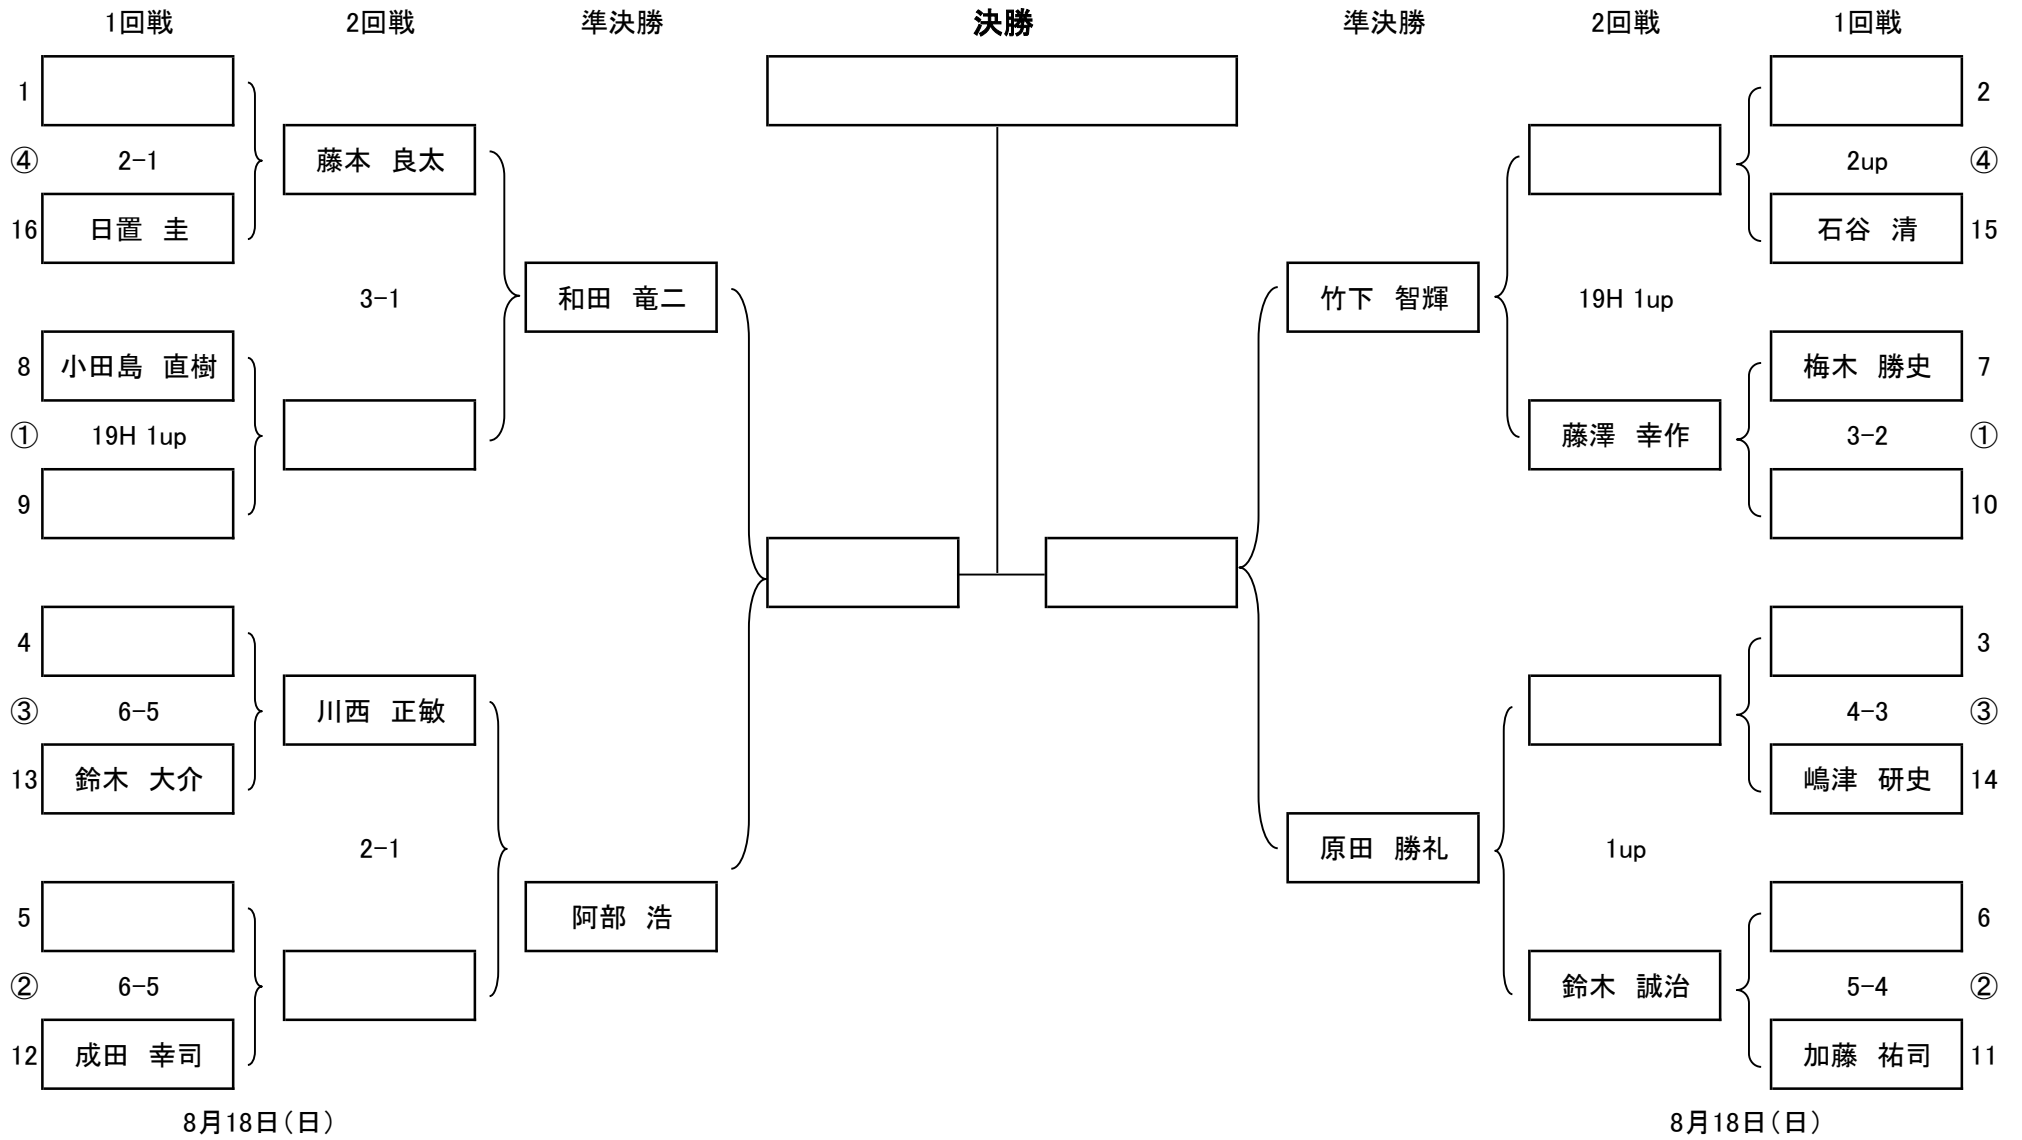 1回戦 2回戦 準決勝 決勝 準決勝 2回戦 1回戦
1 2
④ 2-1 藤本 良太 2up ④
16 日置 圭 石谷 清 15
3-1 和田 竜二 竹下 智輝 19H 1up
8 小田島 直樹 梅木 勝史 7
① 19H 1up 藤澤 幸作 3-2 ①
9 10
4 3
③ 6-5 川西 正敏 4-3 ③
13 鈴木 大介 嶋津 研史 14
2-1 原田 勝礼 1up
5 阿部 浩 6
② 6-5 鈴木 誠治 5-4 ②
12 成田 幸司 加藤 祐司 11
8月18日(日) 8月18日(日)